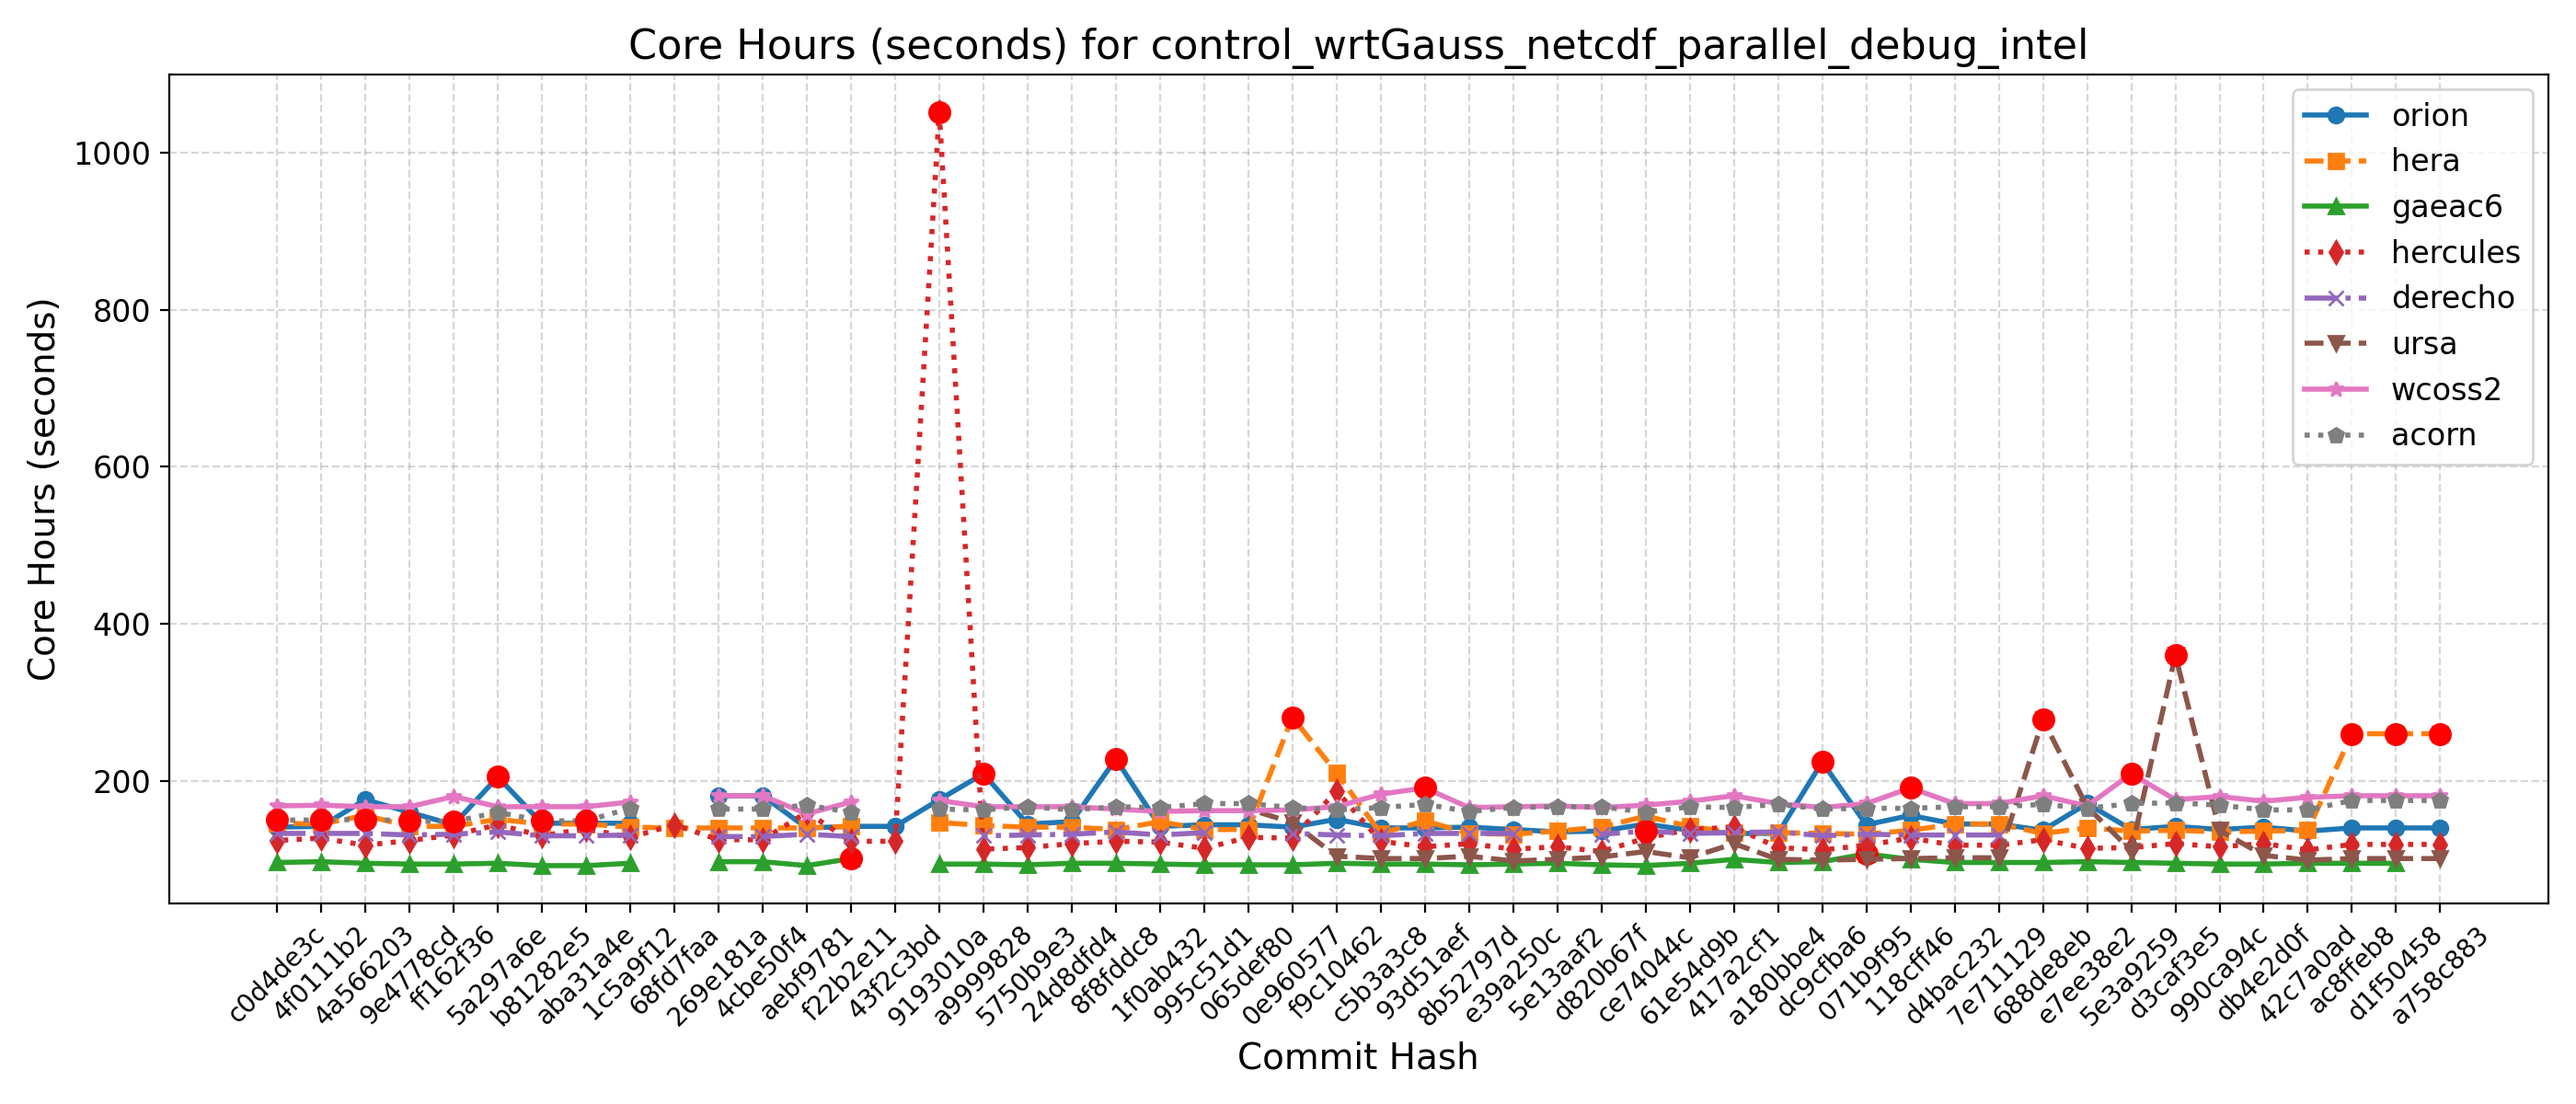 Core Hours (seconds) for control_wrtGauss_netcdf_parallel_debug_intel
Core Hours (seconds)
1000
800
600
400
200
orion
hera
gaeac6
hercules
derecho
ursa
wcoss2
acorn
c0d4de3c
4f0111b2
4a566203
9e4778cd
ff162f36
5a297a6e
b81282e5
aba31a4e
1c5a9f12
68fd7faa
269e181a
4cbe50f4
aebf9781
f22b2e11
43f2c3bd
9193010a
a9999828
5750b9e3
24d8dfd4
8f8fddc8
1f0ab432
995c51d1
065def80
0e960577
f9c10462
c5b3a3c8
93d51aef
8b52797d
e39a250c
5e13aaf2
d820b67f
ce74044c
61e54d9b
417a2cf1
a180bbe4
dc9cfba6
071b9f95
118cff46
d4bac232
7e711129
688de8eb
e7ee38e2
5e3a9259
d3caf3e5
990ca94c
db4e2d0f
42c7a0ad
ac8ffeb8
d1f50458
a758c883
Commit Hash